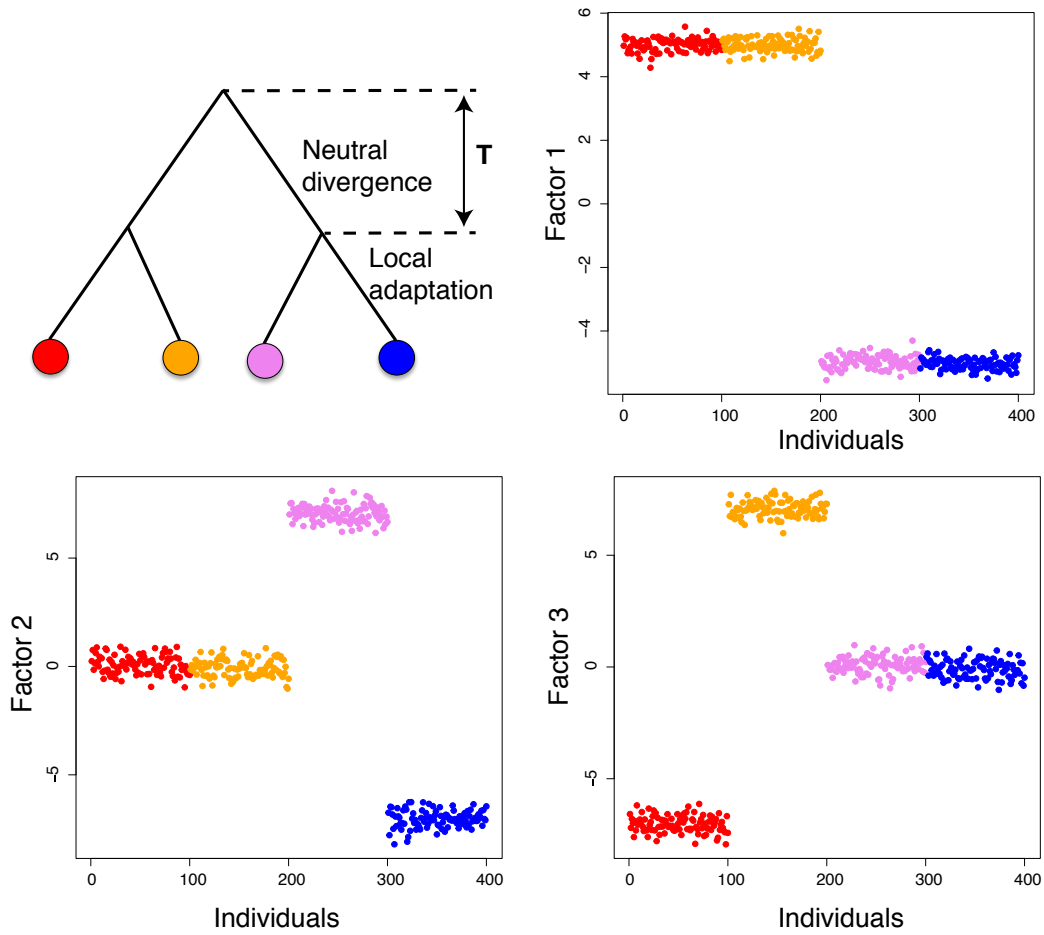 Neutral
divergence
T
Local
adaptation
6
4
2
0
−2
−4
Factor 1
0 100 200 300 400
Individuals
5
0
−5
Factor 2
0 100 200 300 400
Individuals
5
0
−5
Factor 3
0 100 200 300 400
Individuals